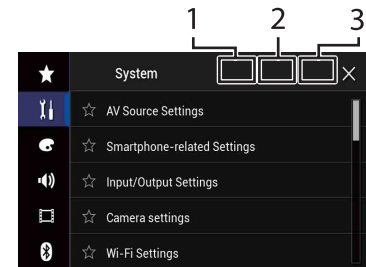 1 2 3
System
AV Source Settings
Smartphone-related Settings
Input/Output Settings
Camera settings
Wi-Fi Settings